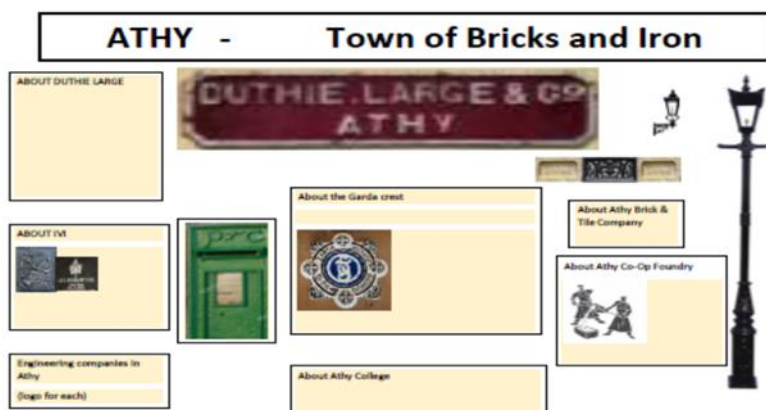 ATHY - Town of Bricks and Iron
ABOUT DUTHIE LARGE
DUTHIE . LARGE & Co
ATHY
About the Garda crest
About Athy Brick &
Tile Company
ABOUT IVI
About Athy Co-Op Foundry
Engineering companies in
Athy
(logo for each)
About Athy College